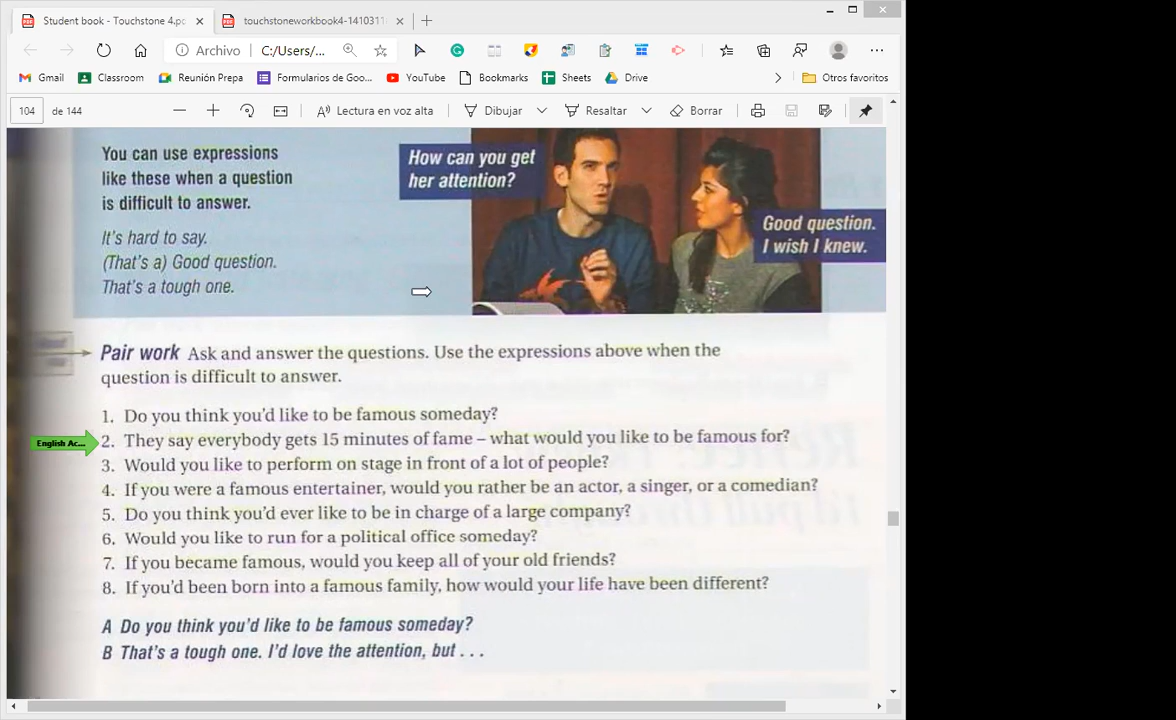 Student book - Touchstone 4.pc
touchstoneworkbook4-1410311
Archivo
C:/Users/...
Gmail
Classroom
Reunión Prepa
Formularios de Goo...
YouTube
Bookmarks
Sheets
Drive
Otros favoritos
104
de 144
Lectura en voz alta
Dibujar
Resaltar
Borrar
You can use expressions
like these when a question
is difficult to answer.
It's hard to say.
(That's a) Good question.
That's a tough one.
How can you get
her attention?
Good question.
I wish I knew.
Pair work Ask and answer the questions. Use the expressions above when the
question is difficult to answer.
1. Do you think you'd like to be famous someday?
English Ac...
2. They say everybody gets 15 minutes of fame – what would you like to be famous for?
3. Would you like to perform on stage in front of a lot of people?
4. If you were a famous entertainer, would you rather be an actor, a singer, or a comedian?
5. Do you think you'd ever like to be in charge of a large company?
6. Would you like to run for a political office someday?
7. If you became famous, would you keep all of your old friends?
8. If you'd been born into a famous family, how would your life have been different?
A Do you think you'd like to be famous someday?
B That's a tough one. I'd love the attention, but . . .